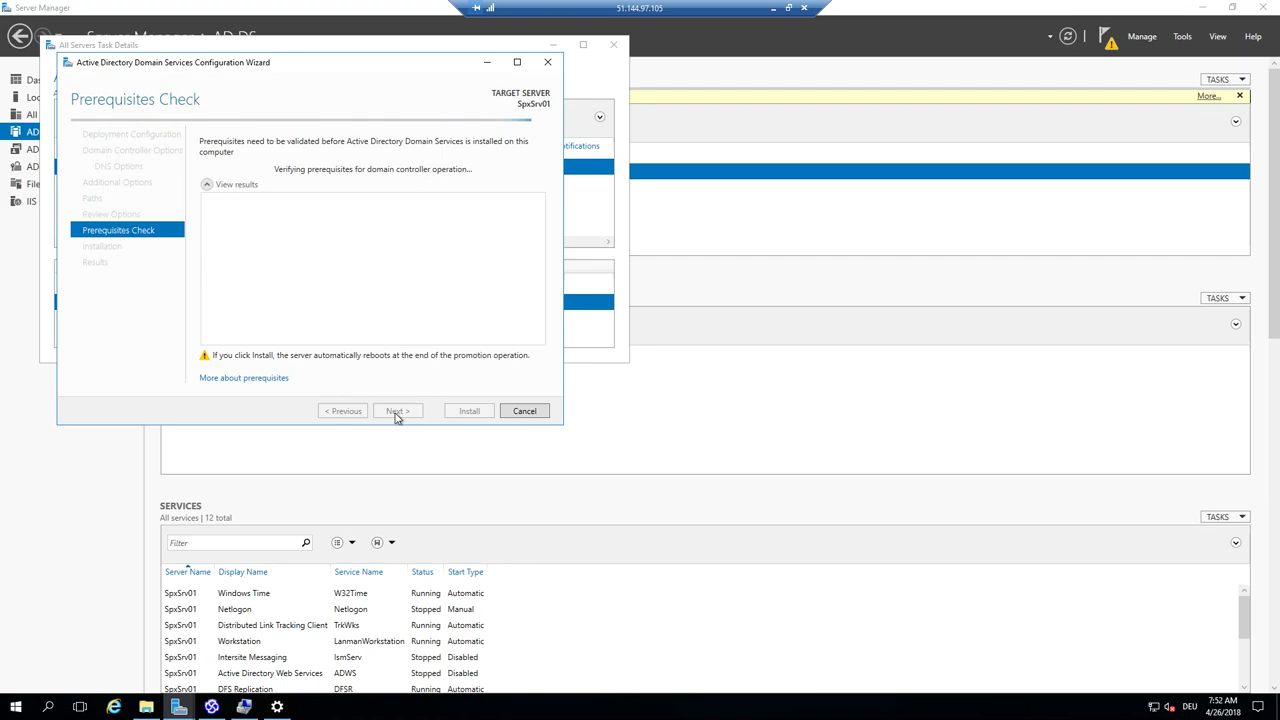 Server Manager
51.144.97.105
Manage
Tools
View
Help
All Servers Task Details
Active Directory Domain Services Configuration Wizard
Prerequisites Check
TARGET SERVER
SpxSrv01
Deployment Configuration
Domain Controller Options
DNS Options
Additional Options
Paths
Review Options
Prerequisites Check
Installation
Results
Prerequisites need to be validated before Active Directory Domain Services is installed on this
computer
Verifying prerequisites for domain controller operation...
View results
If you click Install, the server automatically reboots at the end of the promotion operation.
More about prerequisites
< Previous
Next >
Install
Cancel
TASKS
More...
TASKS
SERVICES
All services | 12 total
TASKS
Filter
Server Name Display Name Service Name Status Start Type
SpxSrv01 Windows Time W32Time Running Automatic
SpxSrv01 Netlogon Netlogon Stopped Manual
SpxSrv01 Distributed Link Tracking Client TrkWks Running Automatic
SpxSrv01 Workstation LanmanWorkstation Running Automatic
SpxSrv01 Intersite Messaging IsmServ Stopped Disabled
SpxSrv01 Active Directory Web Services ADWS Stopped Disabled
SpxSrv01 DFS Replication DFSR Running Automatic
DEU
7:52 AM
4/26/2018